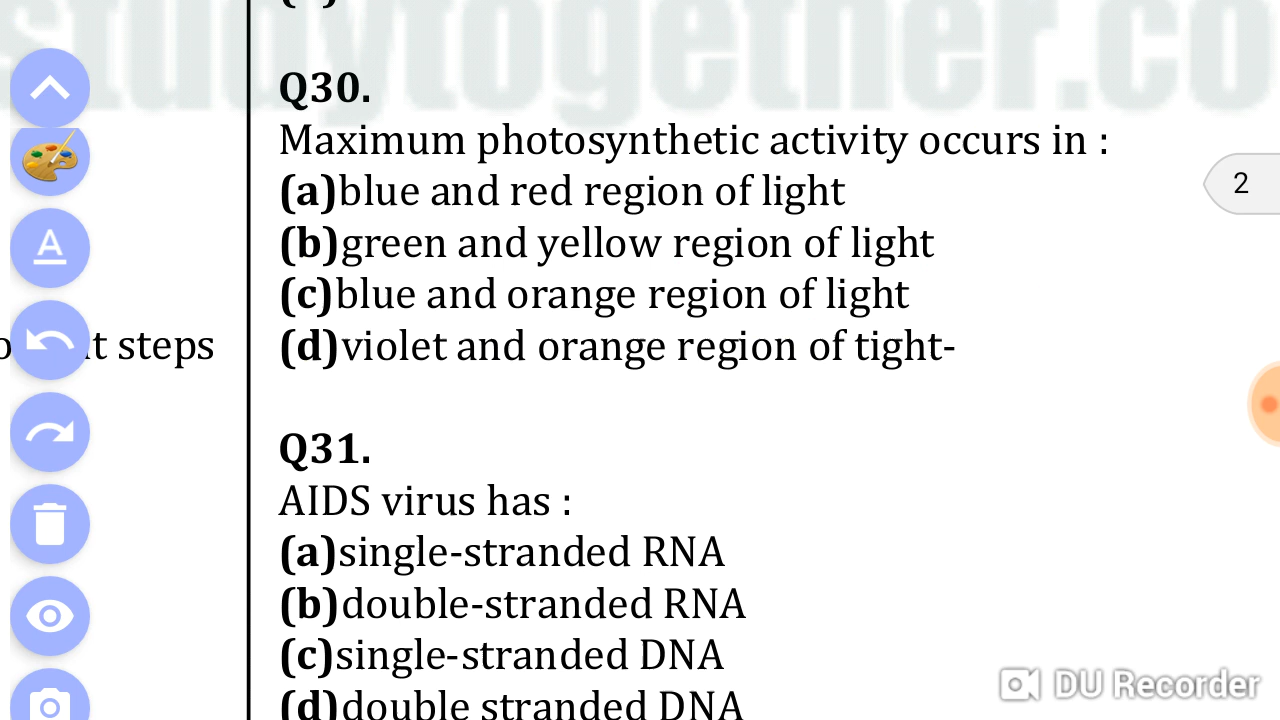 studytogether.co
Q30.
Maximum photosynthetic activity occurs in :
(a)blue and red region of light
(b)green and yellow region of light
(c)blue and orange region of light
(d)violet and orange region of tight-
2
A
t steps
Q31.
AIDS virus has :
(a)single-stranded RNA
(b)double-stranded RNA
(c)single-stranded DNA
(d)double stranded DNA
DU Recorder